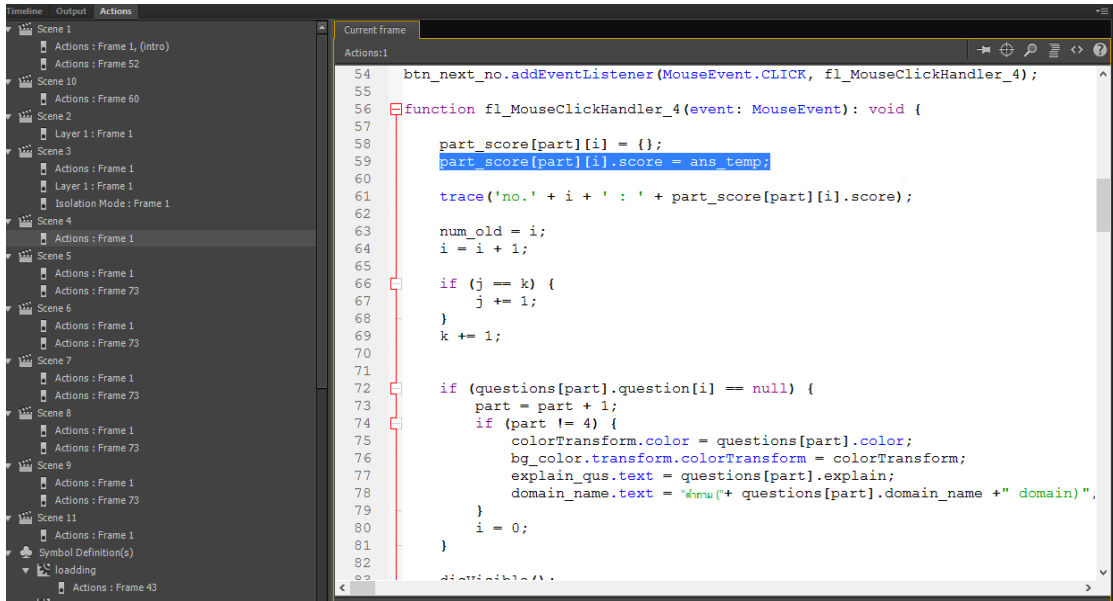 Timeline Output Actions
Scene 1
Actions : Frame 1, (intro)
Actions : Frame 52
Scene 10
Actions : Frame 60
Scene 2
Layer 1 : Frame 1
Scene 3
Actions : Frame 1
Layer 1 : Frame 1
Isolation Mode : Frame 1
Scene 4
Actions : Frame 1
Scene 5
Actions : Frame 1
Actions : Frame 73
Scene 6
Actions : Frame 1
Actions : Frame 73
Scene 7
Actions : Frame 1
Actions : Frame 73
Scene 8
Actions : Frame 1
Actions : Frame 73
Scene 9
Actions : Frame 1
Actions : Frame 73
Scene 11
Actions : Frame 1
Symbol Definition(s)
loadding
Actions : Frame 43
Current frame
Actions:1
54 btn_next_no.addEventListener(MouseEvent.CLICK, fl_MouseClickHandler_4);
55
56 function fl_MouseClickHandler_4(event: MouseEvent): void {
57
58 part_score[part][i] = {};
59 part_score[part][i].score = ans_temp;
60
61 trace('no.' + i + ' : ' + part_score[part][i].score);
62
63 num_old = i;
64 i = i + 1;
65
66 if (j == k) {
67 j += 1;
68 }
69 k += 1;
70
71
72 if (questions[part].question[i] == null) {
73 part = part + 1;
74 if (part != 4) {
75 colorTransform.color = questions[part].color;
76 bg_color.transform.colorTransform = colorTransform;
77 explain_qus.text = questions[part].explain;
78 domain_name.text = "คำถาม ("+ questions[part].domain_name +" domain)",
79 }
80 i = 0;
81 }
82